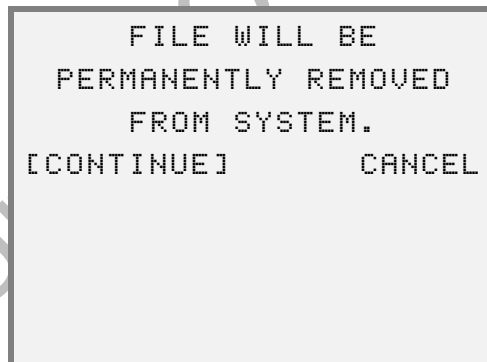 FILE WILL BE
PERMANENTLY REMOVED
FROM SYSTEM.
[CONTINUE] CANCEL